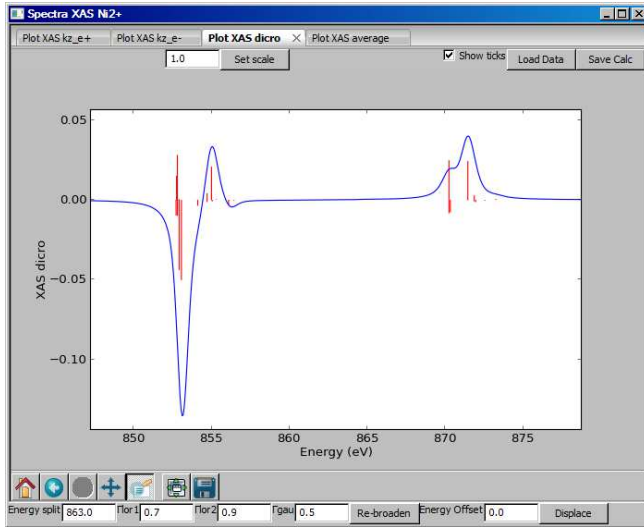 Spectra XAS Ni2+
Plot XAS kz_e+ Plot XAS kz_e- Plot XAS dicro Plot XAS average
1.0 Set scale Show ticks Load Data Save Calc
0.05
0.00
−0.05
−0.10
XAS dicro
850 855 860 865 870 875
Energy (eV)
Energy split 863.0 Γlor1 0.7 Γlor2 0.9 Γgau 0.5 Re-broaden Energy Offset 0.0 Displace